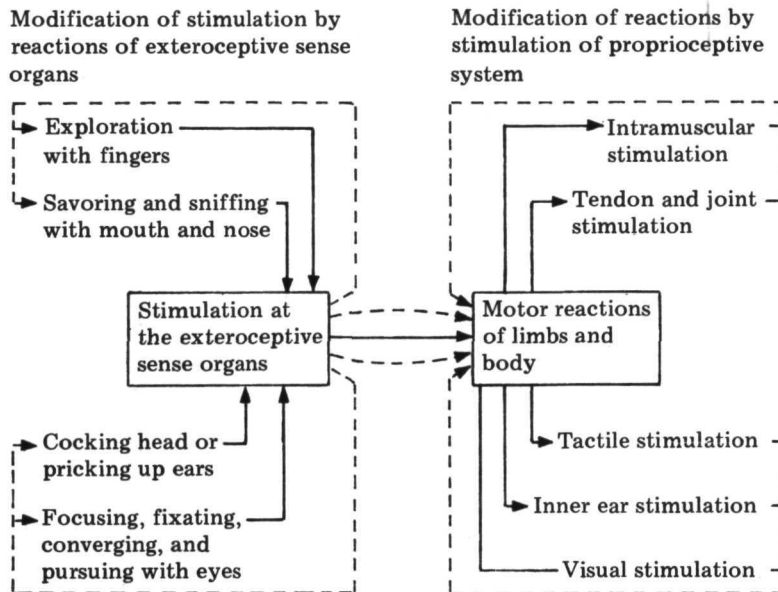 Modification of stimulation by
reactions of exteroceptive sense
organs
Modification of reactions by
stimulation of proprioceptive
system
Exploration
with fingers
Savoring and sniffing
with mouth and nose
Intramuscular
stimulation
Tendon and joint
stimulation
Stimulation at
the exteroceptive
sense organs
Motor reactions
of limbs and
body
Cocking head or
pricking up ears
Focusing, fixating,
converging, and
pursuing with eyes
Tactile stimulation
Inner ear stimulation
Visual stimulation